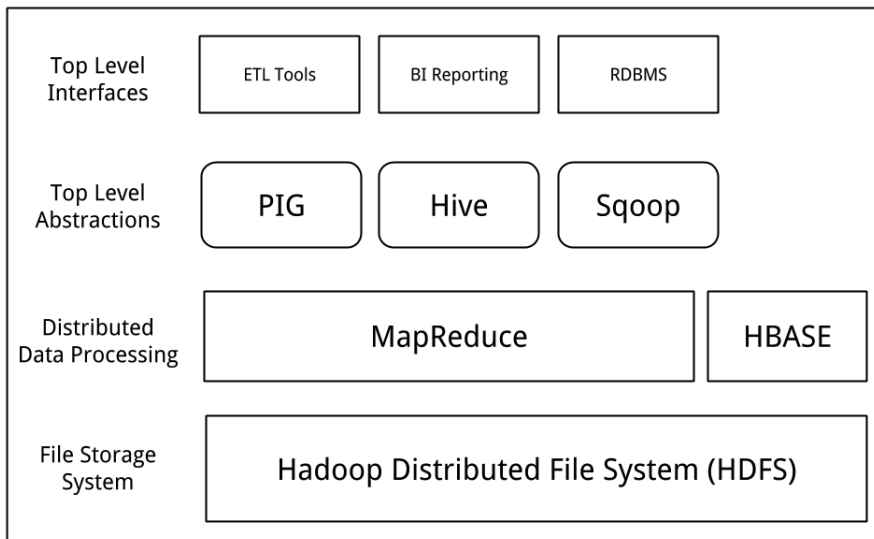 Top Level
Interfaces
ETL Tools
BI Reporting
RDBMS
Top Level
Abstractions
PIG
Hive
Sqoop
Distributed
Data Processing
MapReduce
HBASE
File Storage
System
Hadoop Distributed File System (HDFS)